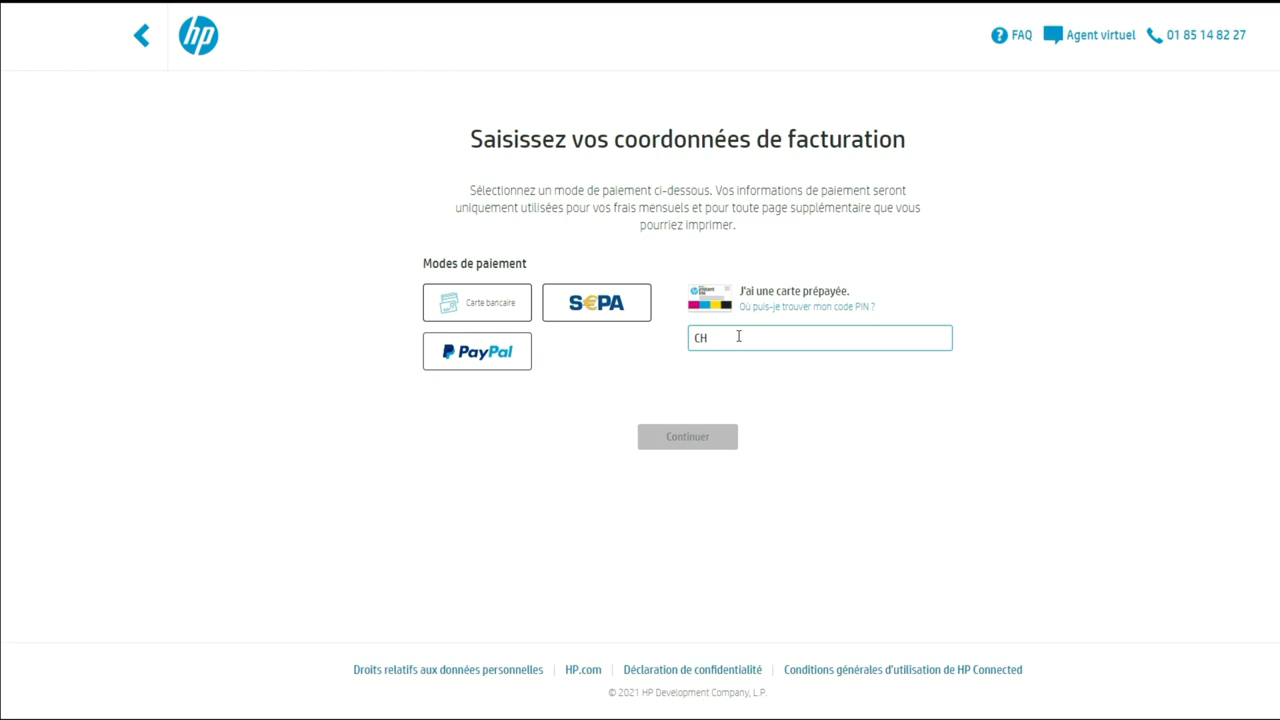 hp
FAQ
Agent virtuel
01 85 14 82 27
Saisissez vos coordonnées de facturation
Sélectionnez un mode de paiement ci-dessous. Vos informations de paiement seront
uniquement utilisées pour vos frais mensuels et pour toute page supplémentaire que vous
pourriez imprimer.
Modes de paiement
Carte bancaire
S€PA
PayPal
J'ai une carte prépayée.
Où puis-je trouver mon code PIN ?
CH
Continuer
Droits relatifs aux données personnelles
HP.com
Déclaration de confidentialité
Conditions générales d'utilisation de HP Connected
© 2021 HP Development Company, L.P.